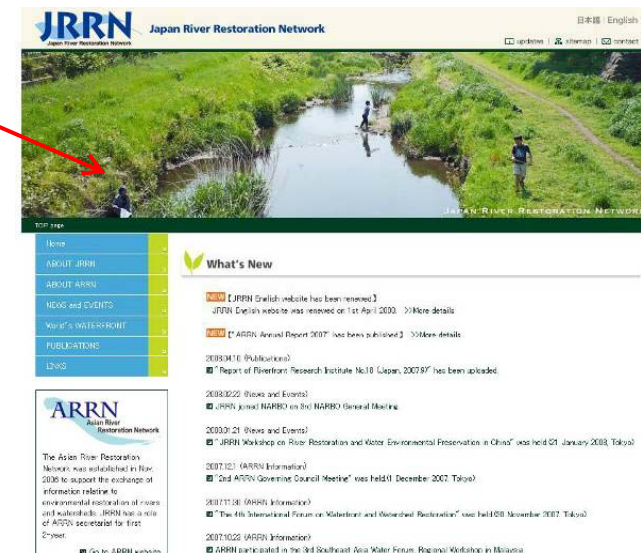 JRRN
Japan River Restoration Network
Japan River Restoration Network
日本語 | English
updates | sitemap | contact
JAPAN RIVER RESTORATION NETWORK
TOP page
Home
ABOUT JRRN
ABOUT ARRN
NEWS and EVENTS
World's WATERFRONT
PUBLICATIONS
LINKS
What's New
NEW 【JRRN English website has been renewed.】
JRRN English website was renewed on 1st April 2008. >>More details
NEW 【"ARRN Annual Report 2007" has been published】 >>More details
2008.04.10 (Publications)
"Report of Riverfront Research Institute No.18 (Japan, 2007.9)" has been uploaded.
2008.02.22 (News and Events)
JRRN joined NARBO on 3rd NARBO General Meeting
2008.01.21 (News and Events)
"JRRN Workshop on River Restoration and Water Environmental Preservation in China" was held (21 January 2008, Tokyo)
2007.12.1 (ARRN Information)
"2nd ARRN Governing Council Meeting" was held.(1 December 2007. Tokyo)
2007.11.30 (ARRN Information)
"The 4th International Forum on Waterfront and Watershed Restoration" was held (30 November 2007. Tokyo)
2007.10.23 (ARRN Information)
ARRN participated in the 3rd Southeast Asia Water Forum, Regional Workshop in Malaysia
ARRN
Asian River
Restoration Network
The Asian River Restoration
Network was established in Nov.
2006 to support the exchange of
information relating to
environmental restoration of rivers
and watersheds. JRRN has a role
of ARRN secretariat for first
2-year.
Go to ARRN website